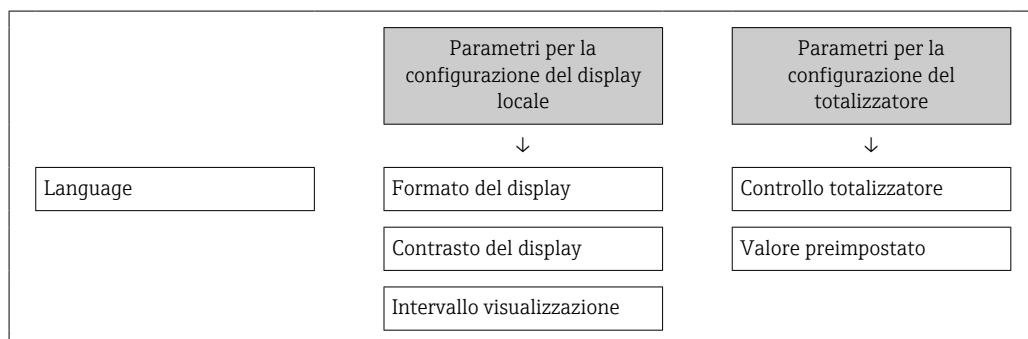 Parametri per la
configurazione del display
locale
Parametri per la
configurazione del
totalizzatore
↓
↓
Language
Formato del display
Controllo totalizzatore
Contrasto del display
Valore preimpostato
Intervallo visualizzazione